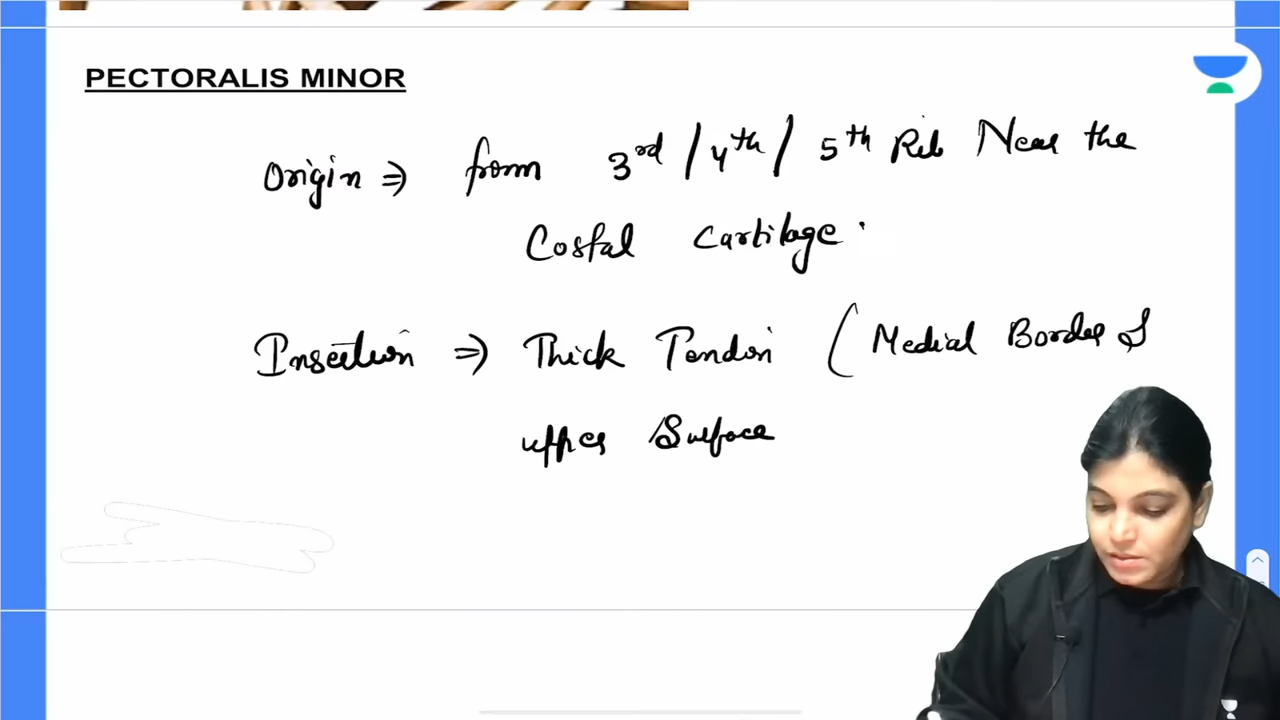 PECTORALIS MINOR
Origin ⇒ from 3rd / 4th / 5th Rib Near the
Costal Cartilage.
Insertion ⇒ Thick Tendon ( Medial Border &
upper Surface